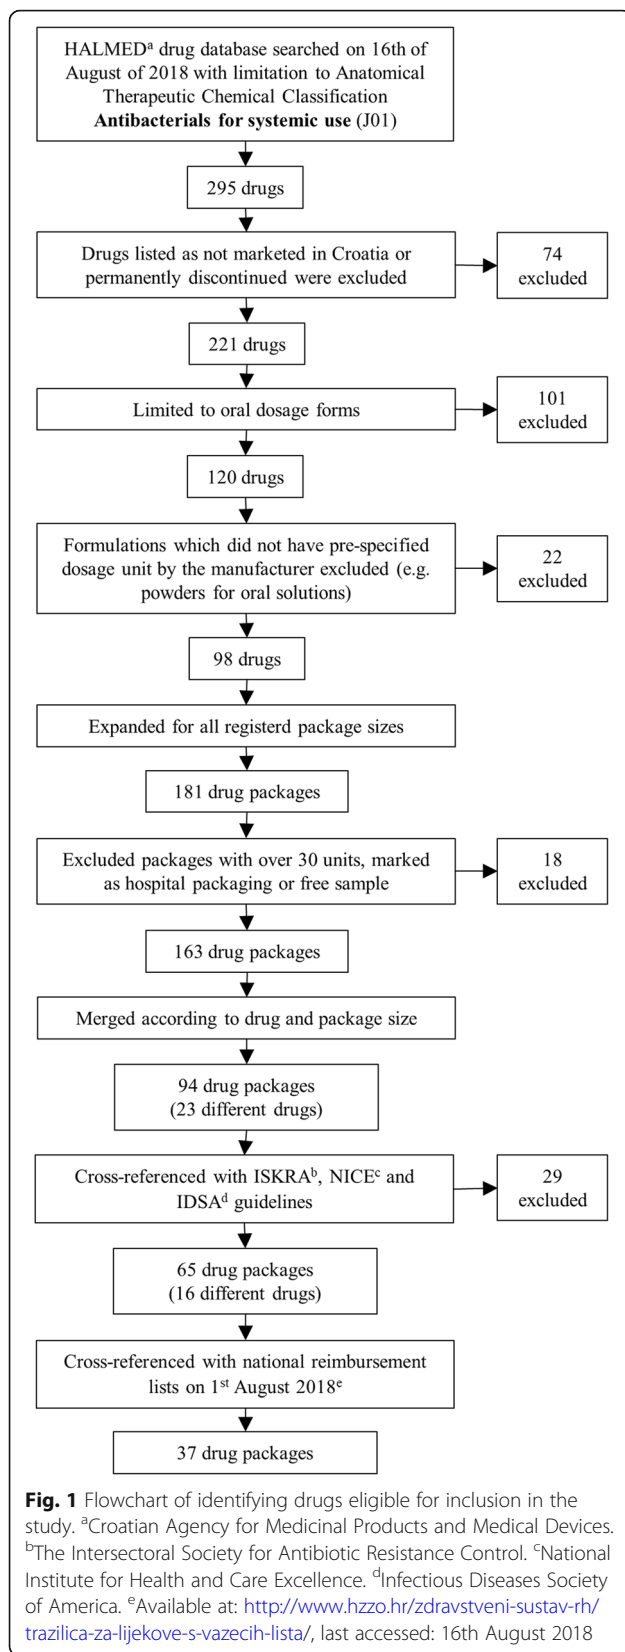 HALMEDa drug database searched on 16th of
August of 2018 with limitation to Anatomical
Therapeutic Chemical Classification
Antibacterials for systemic use (J01)
295 drugs
Drugs listed as not marketed in Croatia or
permanently discontinued were excluded
74
excluded
221 drugs
Limited to oral dosage forms
101
excluded
120 drugs
Formulations which did not have pre-specified
dosage unit by the manufacturer excluded (e.g.
powders for oral solutions)
22
excluded
98 drugs
Expanded for all registerd package sizes
181 drug packages
Excluded packages with over 30 units, marked
as hospital packaging or free sample
18
excluded
163 drug packages
Merged according to drug and package size
94 drug packages
(23 different drugs)
Cross-referenced with ISKRAb, NICEc and
IDSAd guidelines
29
excluded
65 drug packages
(16 different drugs)
Cross-referenced with national reimbursement
lists on 1st August 2018e
37 drug packages
Fig. 1 Flowchart of identifying drugs eligible for inclusion in the
study. aCroatian Agency for Medicinal Products and Medical Devices.
bThe Intersectoral Society for Antibiotic Resistance Control. cNational
Institute for Health and Care Excellence. dInfectious Diseases Society
of America. eAvailable at: http://www.hzzo.hr/zdravstveni-sustav-rh/
trazilica-za-lijekove-s-vazecih-lista/, last accessed: 16th August 2018